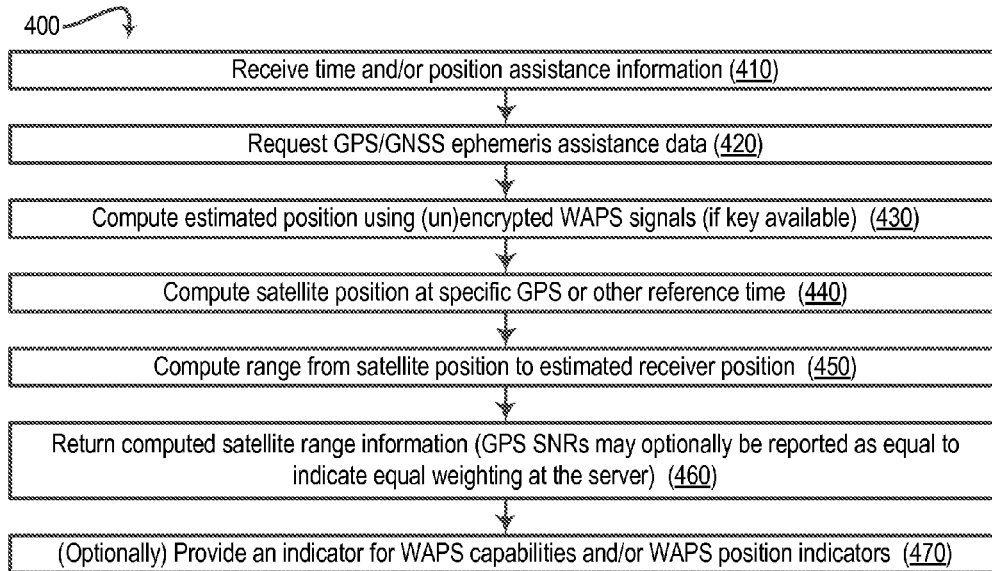 400
Receive time and/or position assistance information (410)
Request GPS/GNSS ephemeris assistance data (420)
Compute estimated position using (un)encrypted WAPS signals (if key available) (430)
Compute satellite position at specific GPS or other reference time (440)
Compute range from satellite position to estimated receiver position (450)
Return computed satellite range information (GPS SNRs may optionally be reported as equal to
indicate equal weighting at the server) (460)
(Optionally) Provide an indicator for WAPS capabilities and/or WAPS position indicators (470)